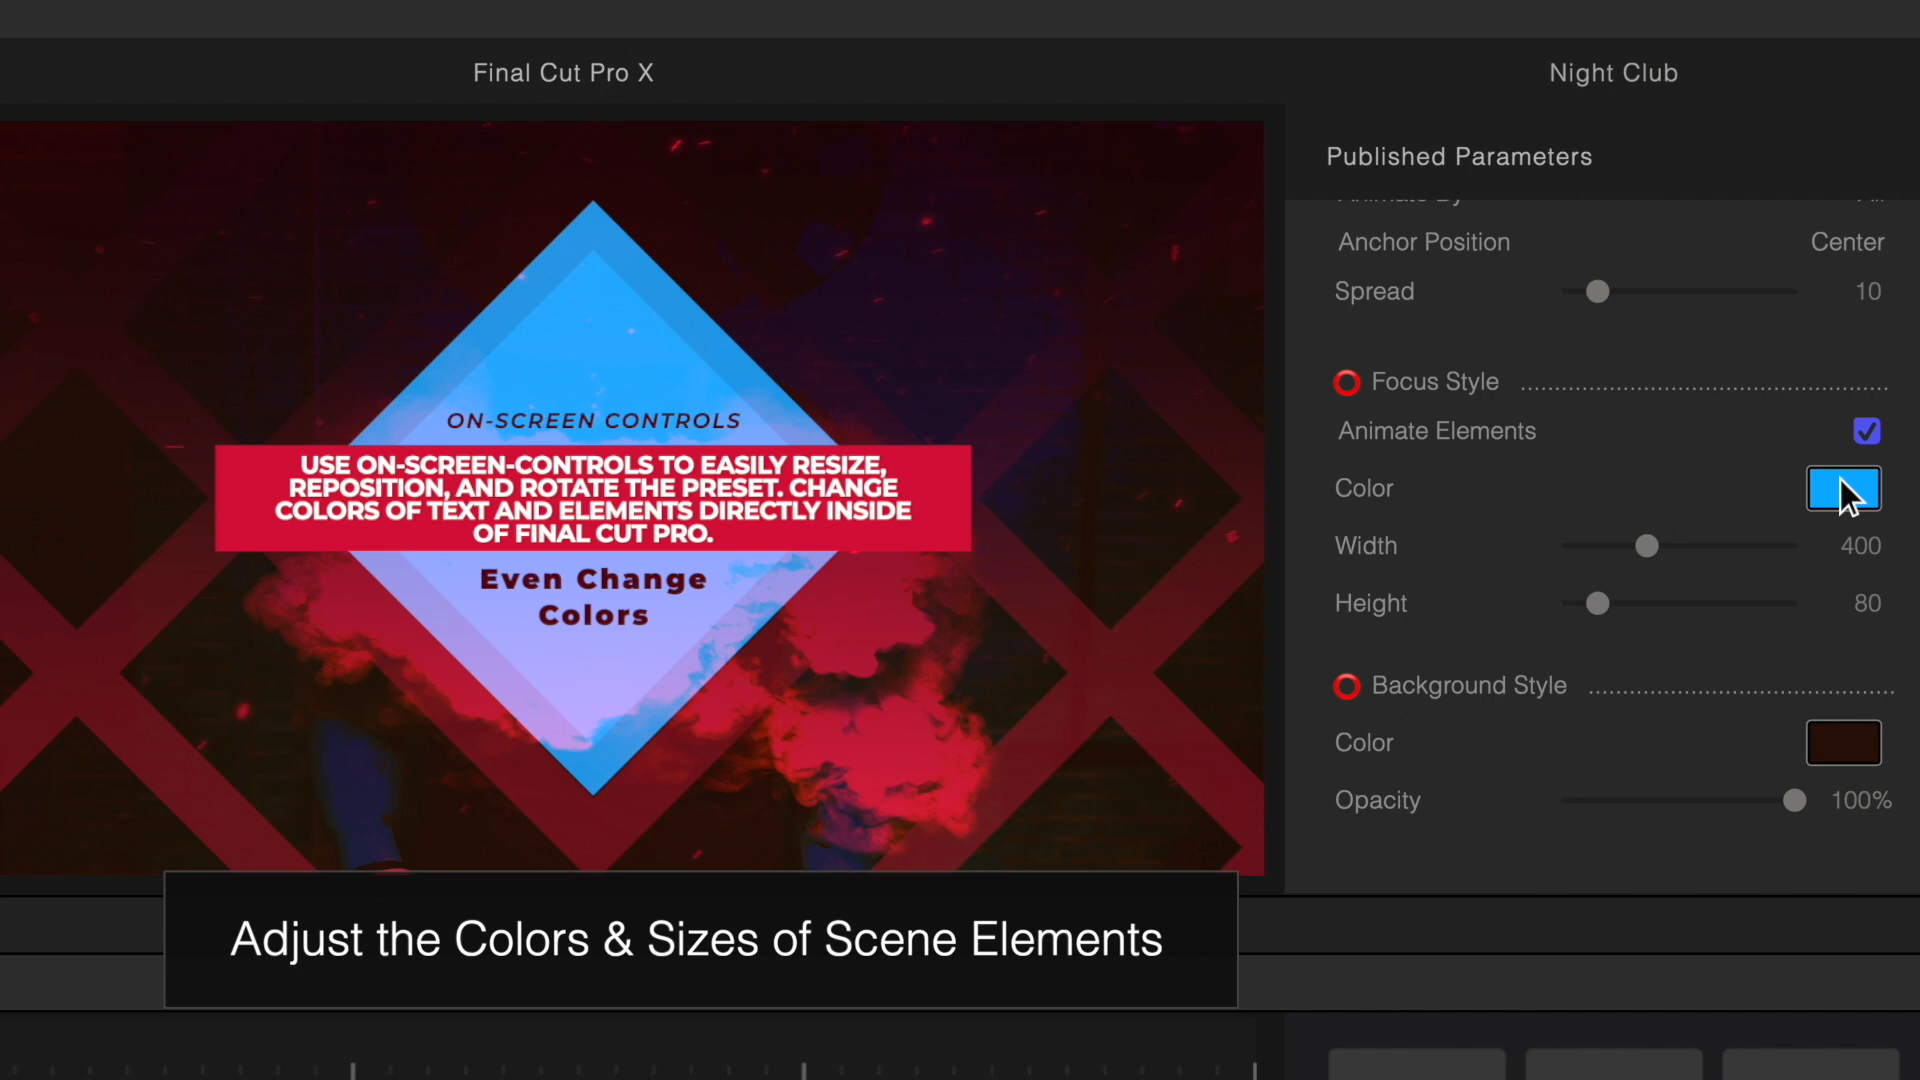 Final Cut Pro X
Night Club
Published Parameters
Anchor Position Center
Spread 10
Focus Style
Animate Elements
Color
Width 400
Height 80
Background Style
Color
Opacity 100%
ON-SCREEN CONTROLS
USE ON-SCREEN-CONTROLS TO EASILY RESIZE,
REPOSITION, AND ROTATE THE PRESET. CHANGE
COLORS OF TEXT AND ELEMENTS DIRECTLY INSIDE
OF FINAL CUT PRO.
Even Change
Colors
Adjust the Colors & Sizes of Scene Elements